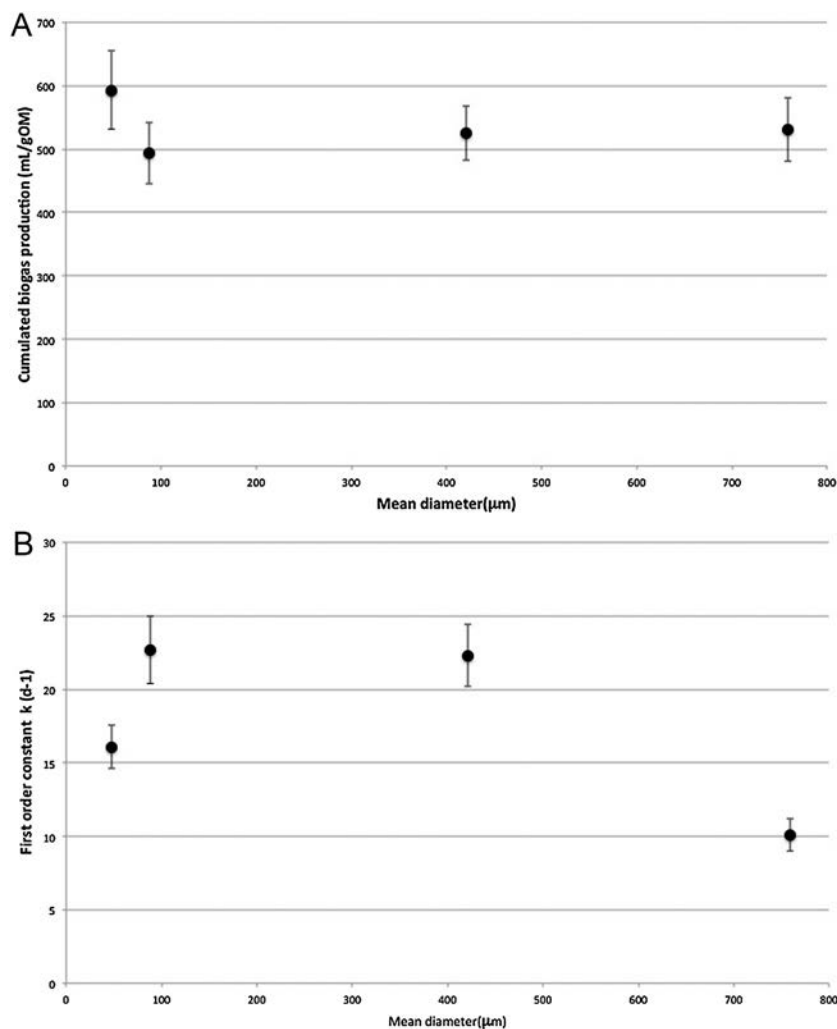 A
700
600
500
400
300
200
100
0
Cumulated biogas production (mL/gOM)
0 100 200 300 400 500 600 700 800
Mean diameter(μm)
B
30
25
20
15
10
5
0
First order constant k (d-1)
0 100 200 300 400 500 600 700 800
Mean diameter(μm)